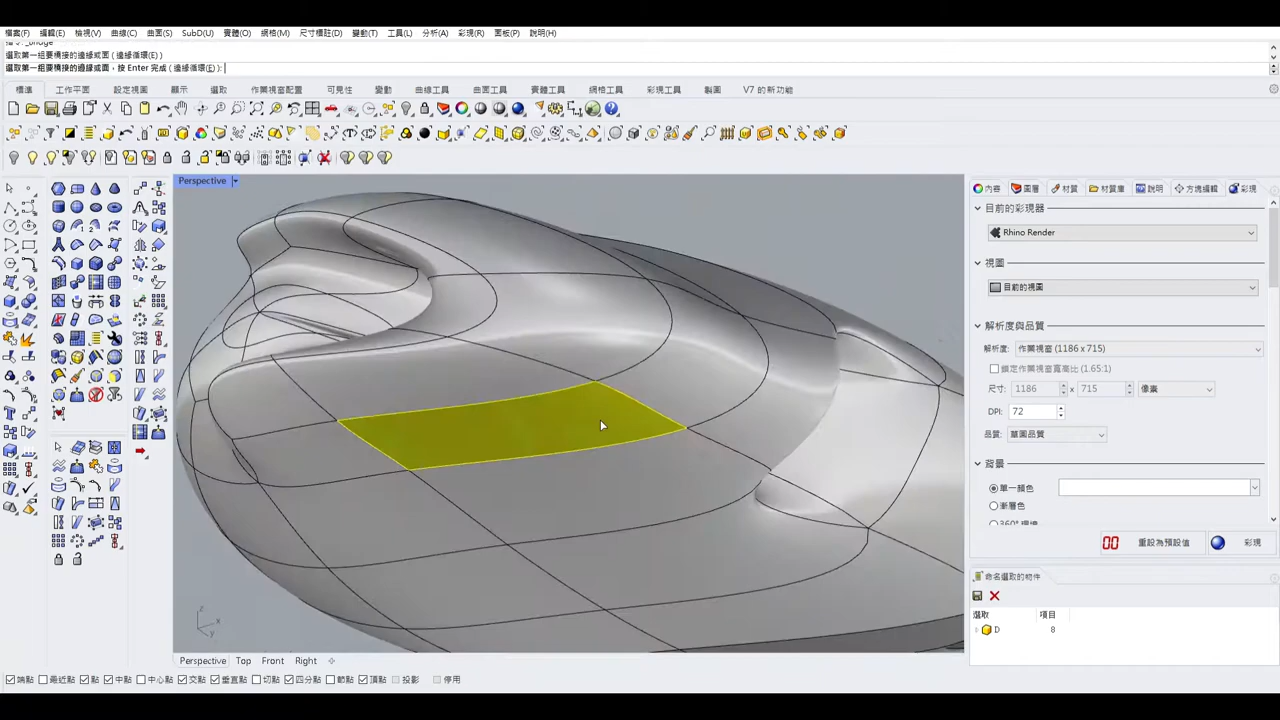 檔案(F) 編輯(E) 檢視(V) 曲線(C) 曲面(S) SubD(U) 實體(O) 網格(M) 尺寸標註(D) 變動(T) 工具(L) 分析(A) 彩現(R) 面板(P) 說明(H)
指令: _Bridge
選取第一組要橋接的邊緣或面 ( 邊緣循環(E) )
選取第一組要橋接的邊緣或面，按 Enter 完成 ( 邊緣循環(E) ):
標準 工作平面 設定視圖 顯示 選取 作業視窗配置 可見性 變動 曲線工具 曲面工具 實體工具 網格工具 彩現工具 製圖 V7 的新功能
Perspective
內容 圖層 材質 材質庫 說明 方塊編輯 彩現
目前的彩現器
Rhino Render
視圖
目前的視圖
解析度與品質
解析度: 作業視窗 (1186 x 715)
鎖定作業視窗寬高比 (1.65:1)
尺寸: 1186 x 715 像素
DPI: 72
品質: 草圖品質
背景
單一顏色
漸層色
360° 環境
重設為預設值 彩現
命名選取的物件
選取 項目
D 8
z
x
y
Perspective Top Front Right
端點 最近點 點 中點 中心點 交點 垂直點 切點 四分點 節點 頂點 投影 停用